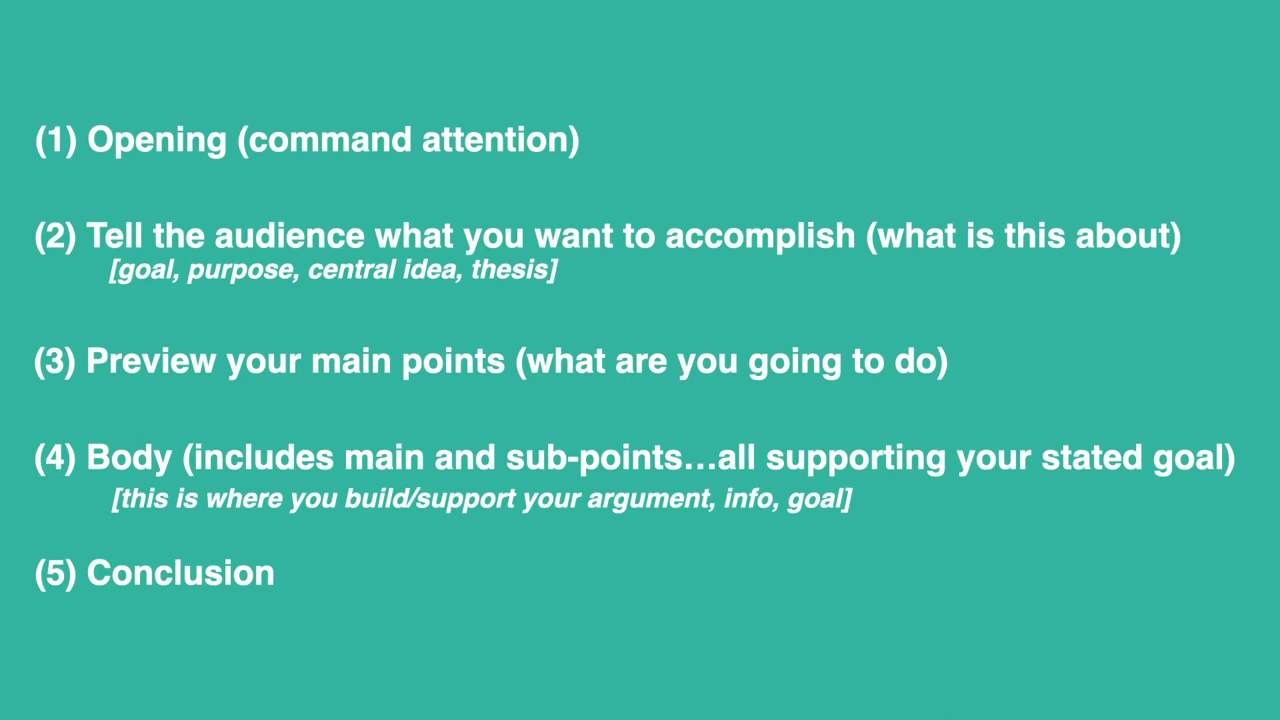 (1) Opening (command attention)
(2) Tell the audience what you want to accomplish (what is this about)
[goal, purpose, central idea, thesis]
(3) Preview your main points (what are you going to do)
(4) Body (includes main and sub-points…all supporting your stated goal)
[this is where you build/support your argument, info, goal]
(5) Conclusion